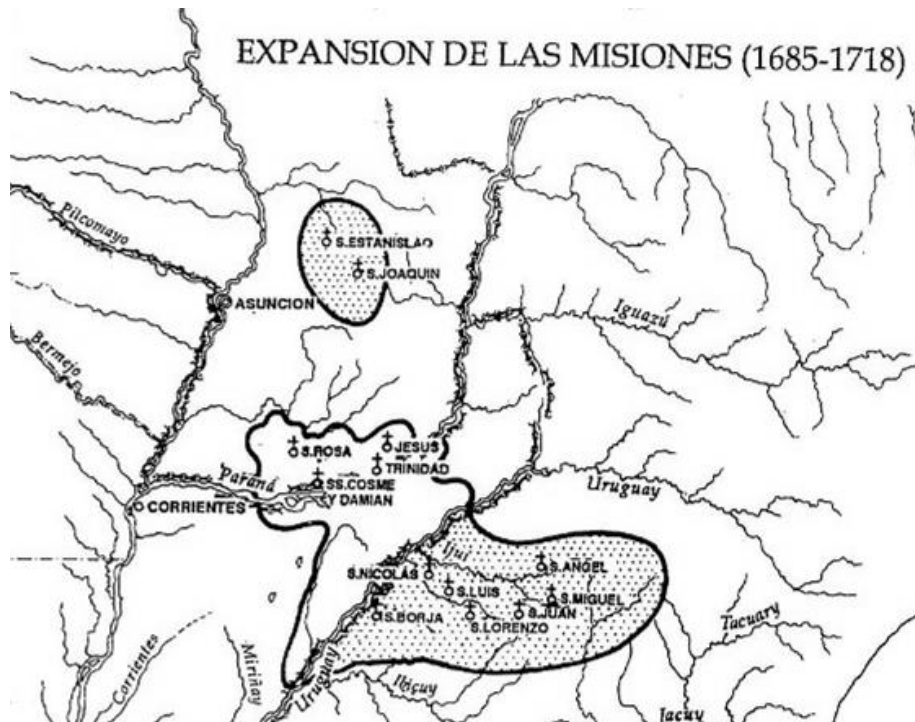 EXPANSION DE LAS MISIONES (1685-1718)
Pilcomayo
S.ESTANISLAO
S.JOAQUIN
ASUNCION
Iguazú
Bermejo
S.ROSA
JESUS
TRINIDAD
Paraná
SS.COSME
Y DAMIAN
Uruguay
CORRIENTES
Ijuí
S.ANGEL
S.NICOLÁS
S.LUIS
S.MIGUEL
S.BORJA
S.JUAN
S.LORENZO
Tacuary
Corrientes
Miriñay
Uruguay
Ibicuy
Jacuy